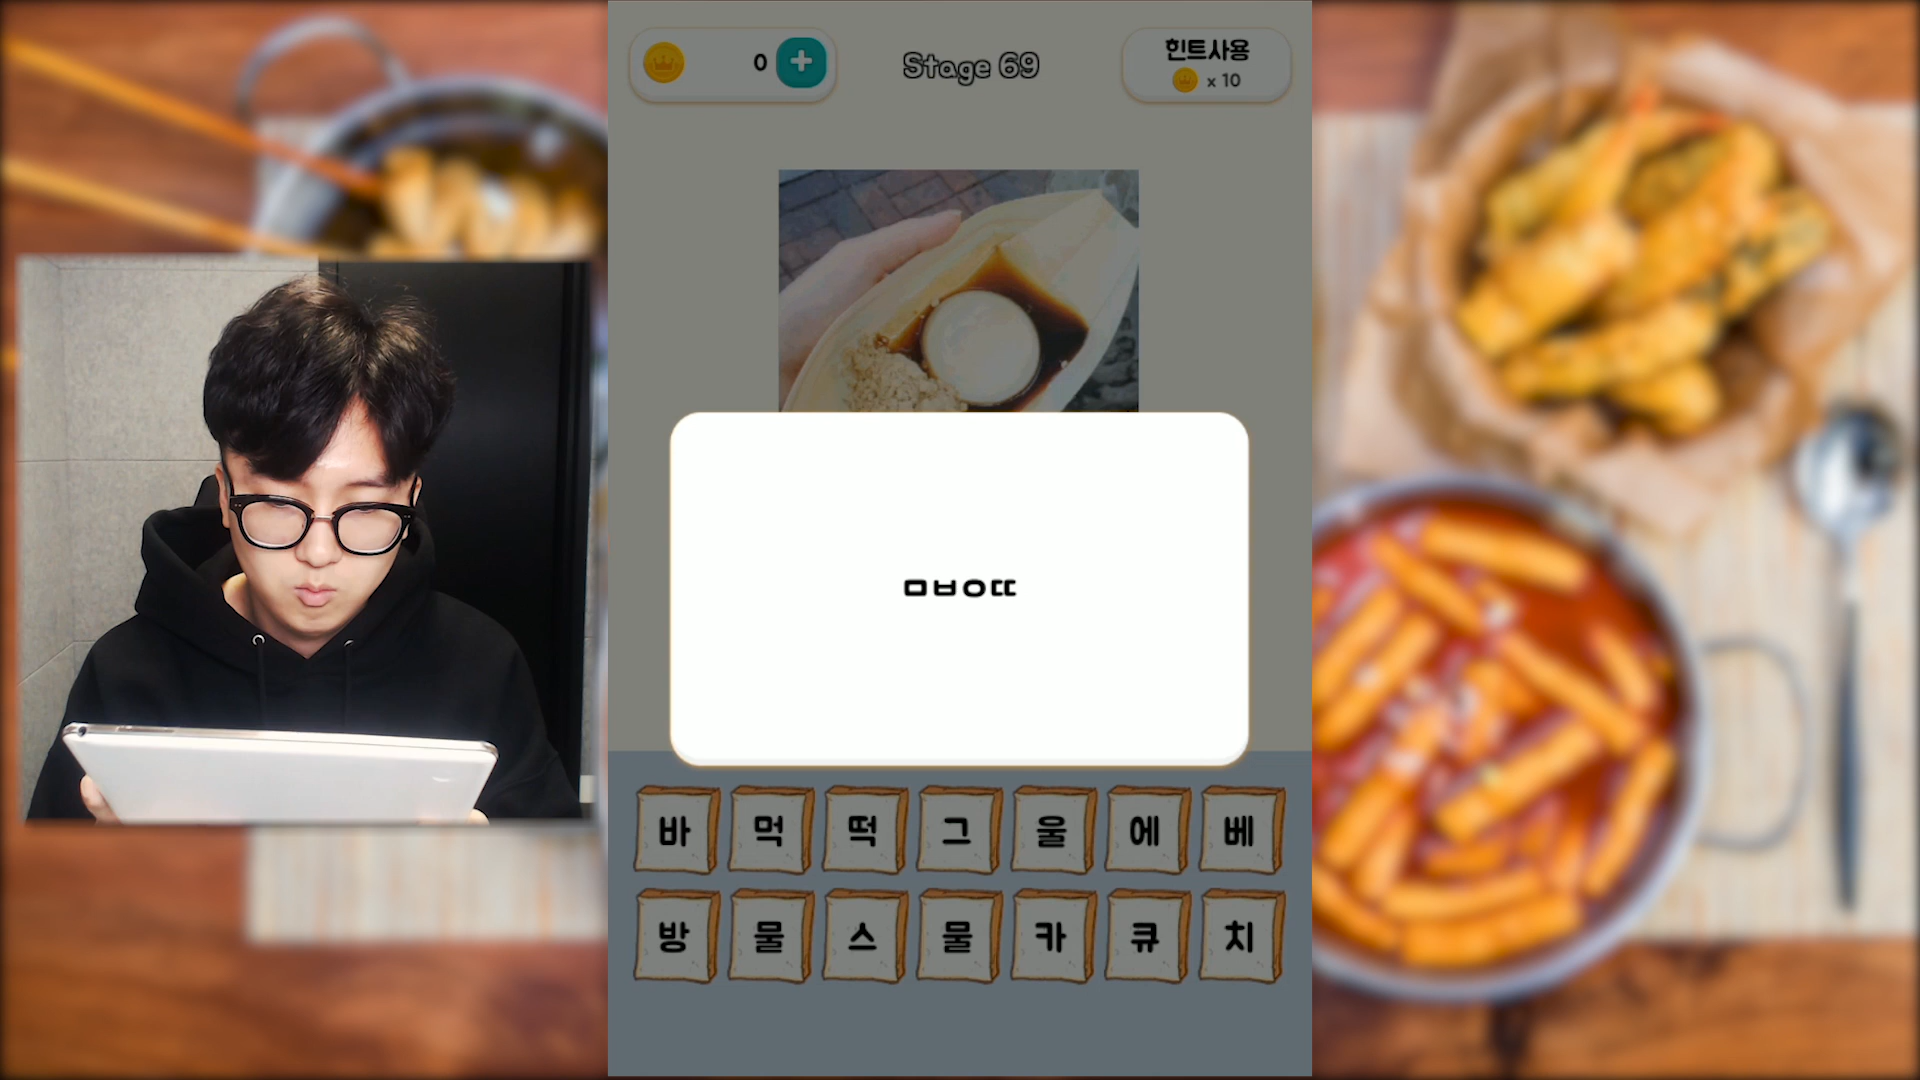 0
Stage 69
힌트사용
x 10
ㅁㅂㅇㄸ
바 먹 떡 그 울 에 베
방 물 스 물 카 큐 치